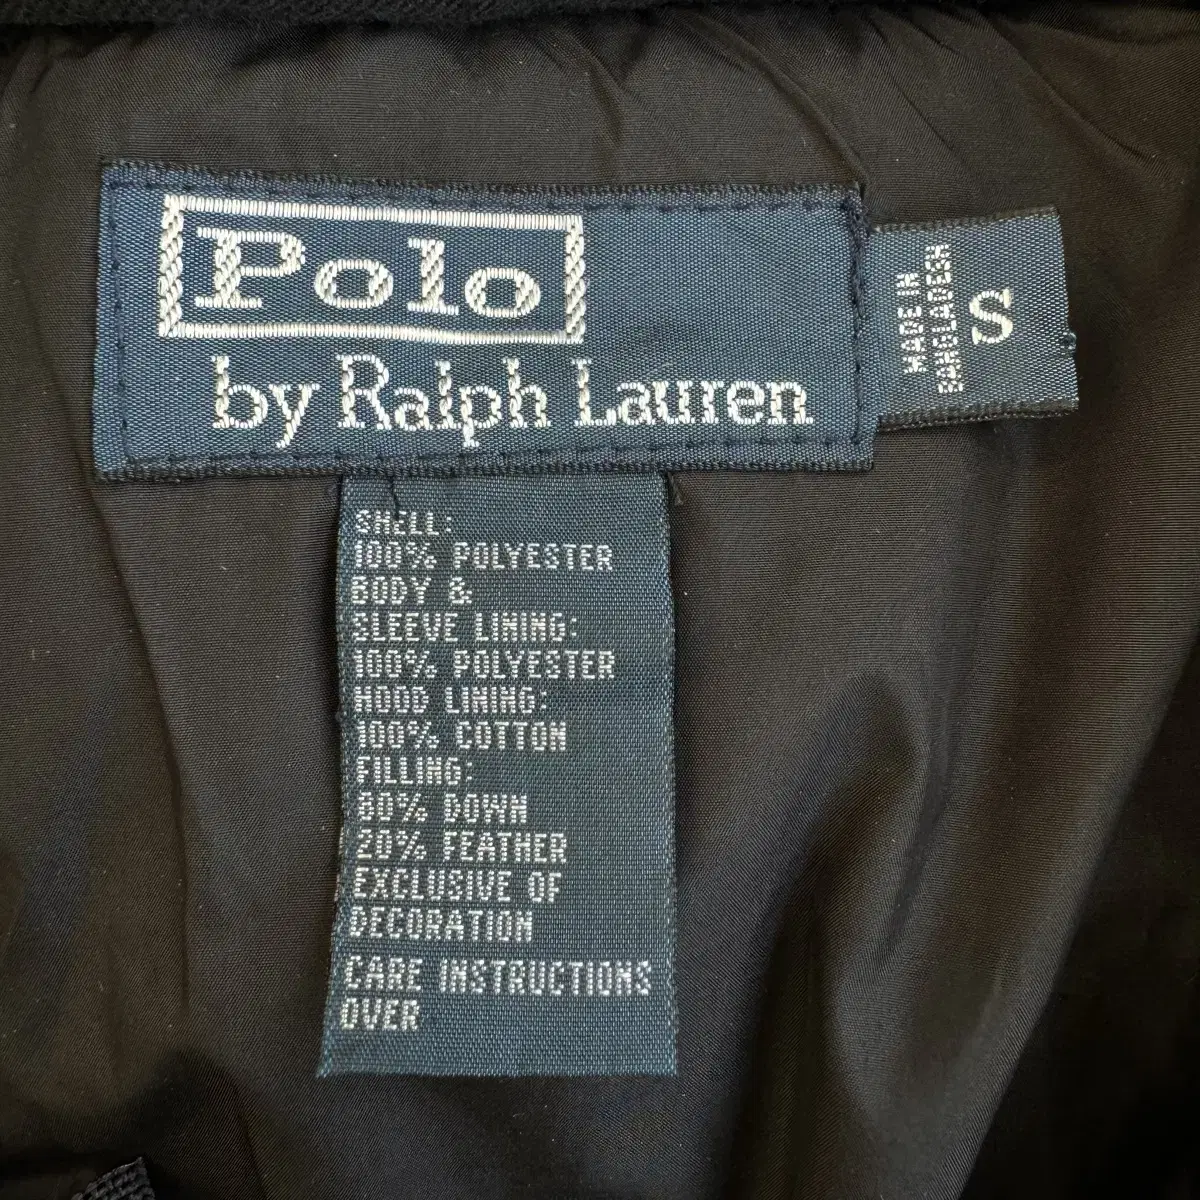 Polo
by Ralph Lauren
MADE IN
BANGLADESH
S
SHELL:
100% POLYESTER
BODY &
SLEEVE LINING:
100% POLYESTER
HOOD LINING:
100% COTTON
FILLING:
80% DOWN
20% FEATHER
EXCLUSIVE OF
DECORATION
CARE INSTRUCTIONS
OVER